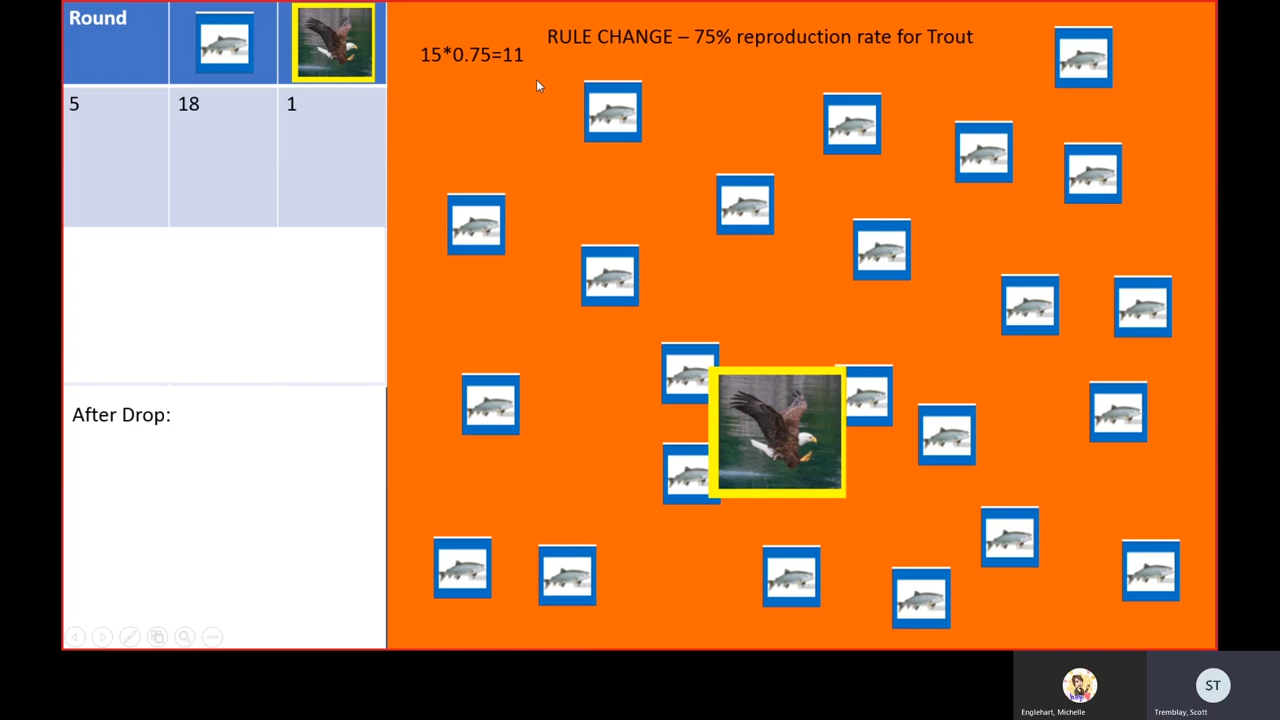 Round
RULE CHANGE – 75% reproduction rate for Trout
15*0.75=11
5 18 1
After Drop:
ST
Englehart, Michelle
Tremblay, Scott